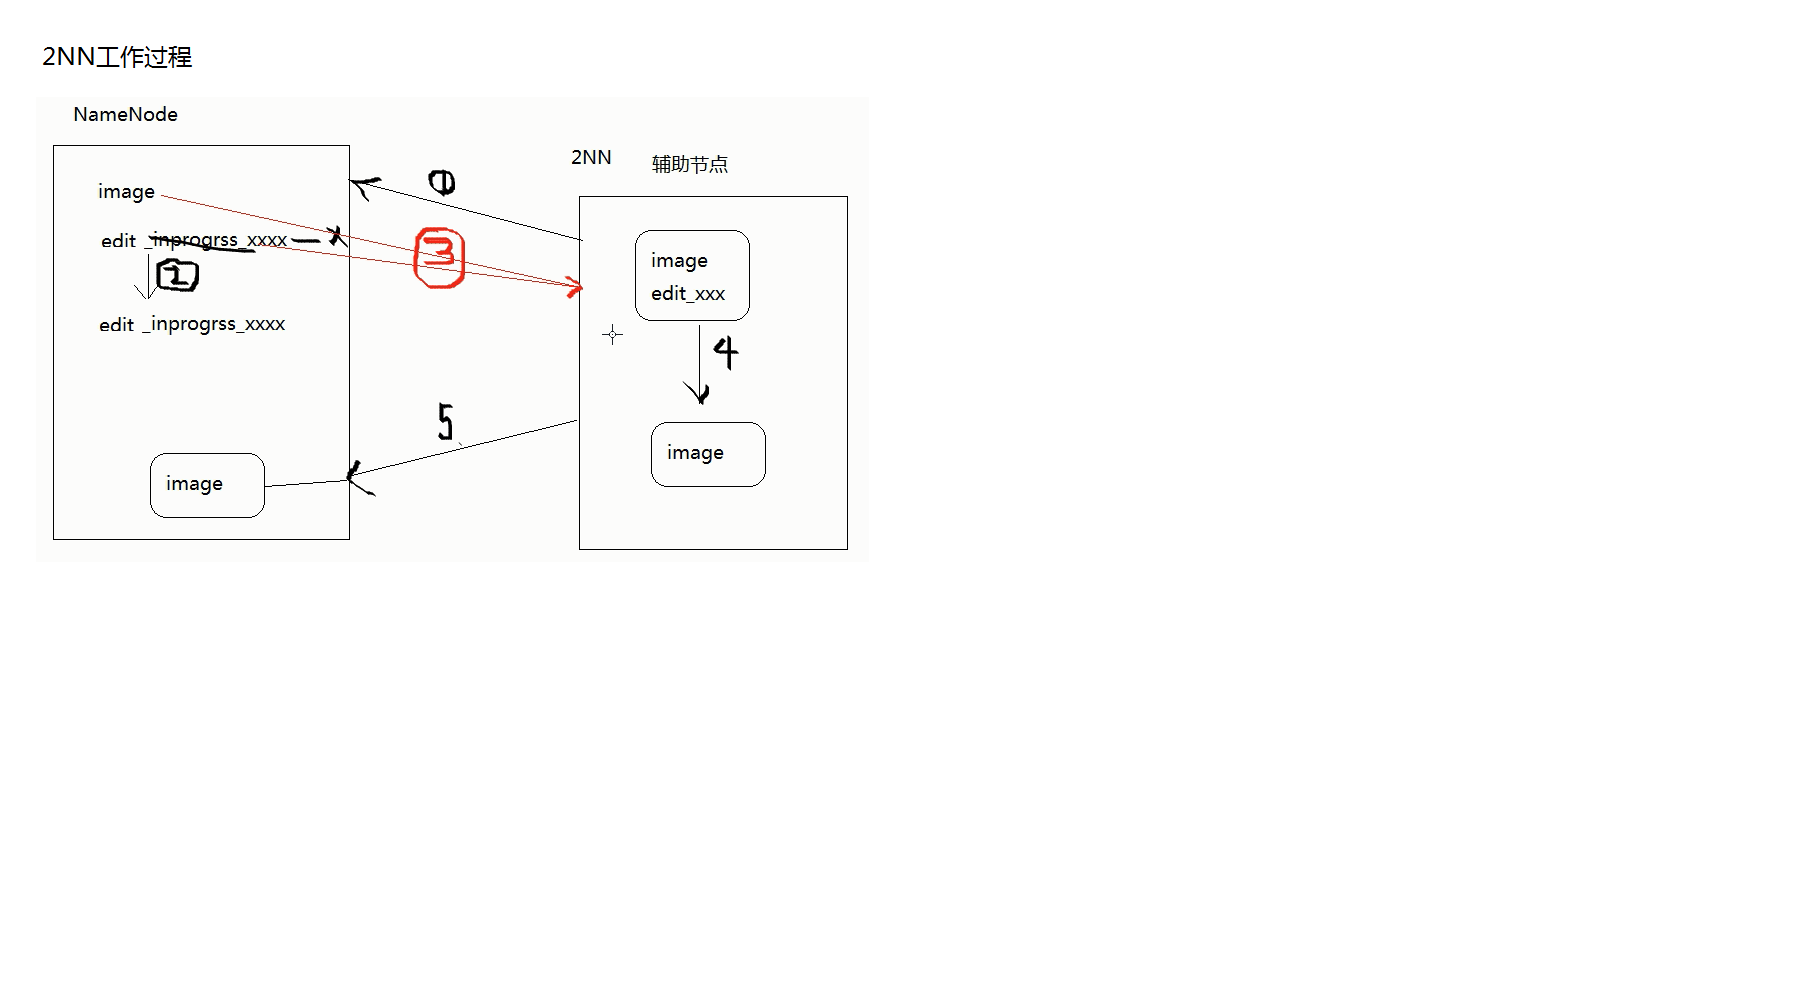 2NN工作过程
NameNode
2NN 辅助节点
image
①
edit _inprogrss_xxxx — x
3
2
edit _inprogrss_xxxx
image
edit_xxx
4
5
image
image